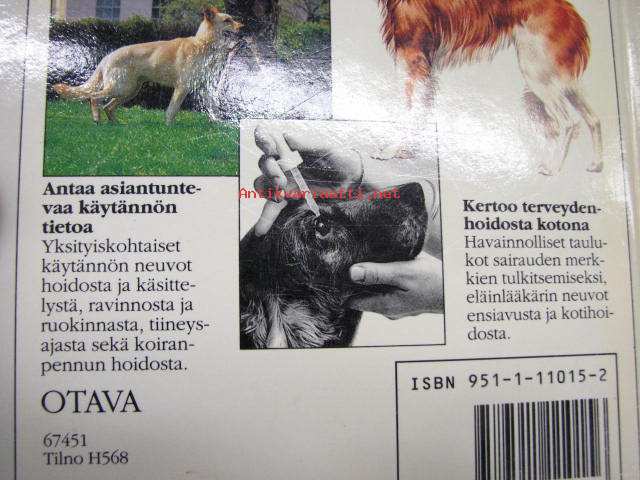 Antaa asiantunte-
vaa käytännön
tietoa
Yksityiskohtaiset
käytännön neuvot
hoidosta ja käsitte-
lystä, ravinnosta ja
ruokinnasta, tiineys-
ajasta sekä koiran-
pennun hoidosta.
Antikvariaatti.net
Kertoo terveyden-
hoidosta kotona
Havainnolliset taulu-
kot sairauden merk-
kien tulkitsemiseksi,
eläinlääkärin neuvot
ensiavusta ja kotihoi-
dosta.
OTAVA
67451
Tilno H568
ISBN 951-1-11015-2